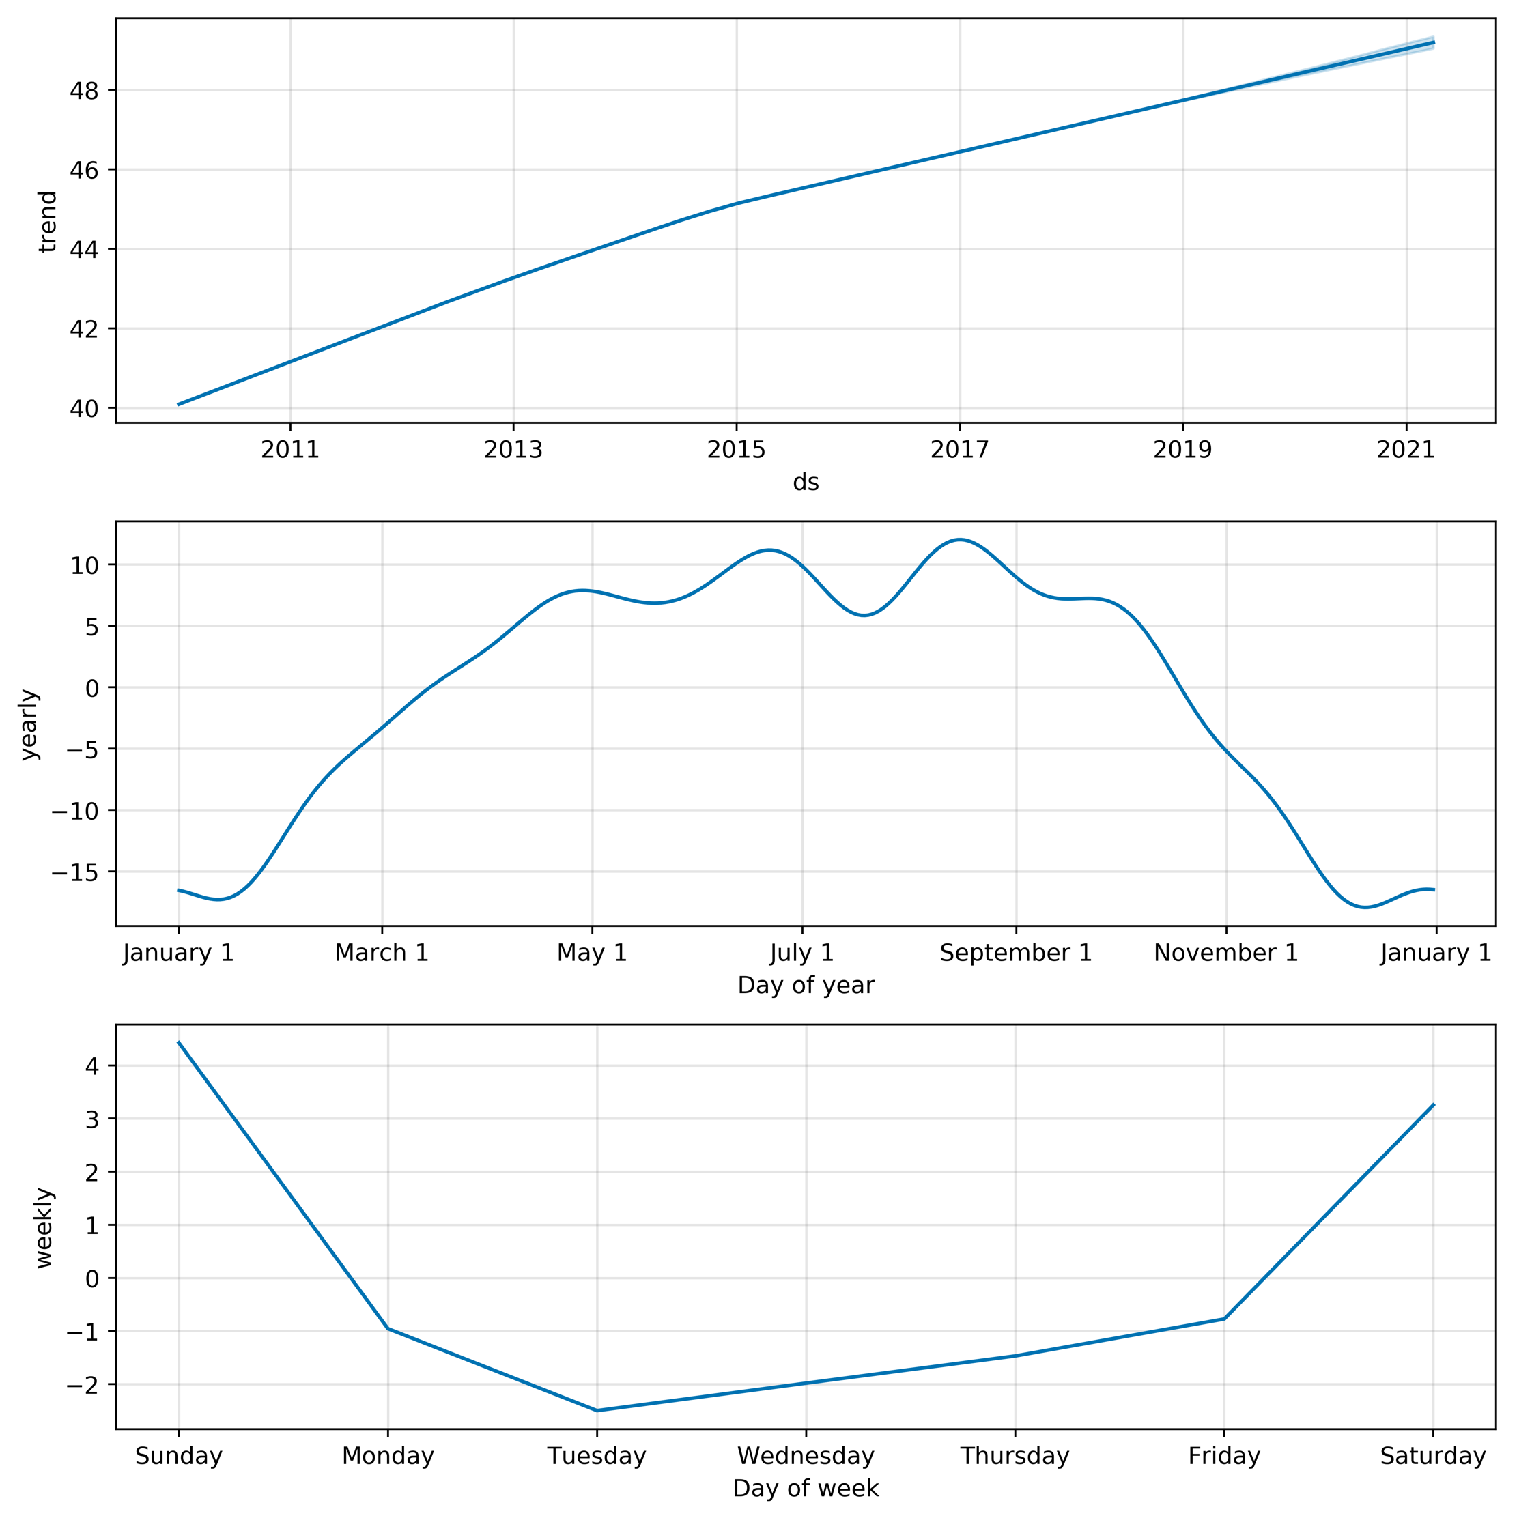 48
46
44
42
40
trend
2011 2013 2015 2017 2019 2021
ds
10
5
0
−5
−10
−15
yearly
January 1 March 1 May 1 July 1 September 1 November 1 January 1
Day of year
4
3
2
1
0
−1
−2
weekly
Sunday Monday Tuesday Wednesday Thursday Friday Saturday
Day of week